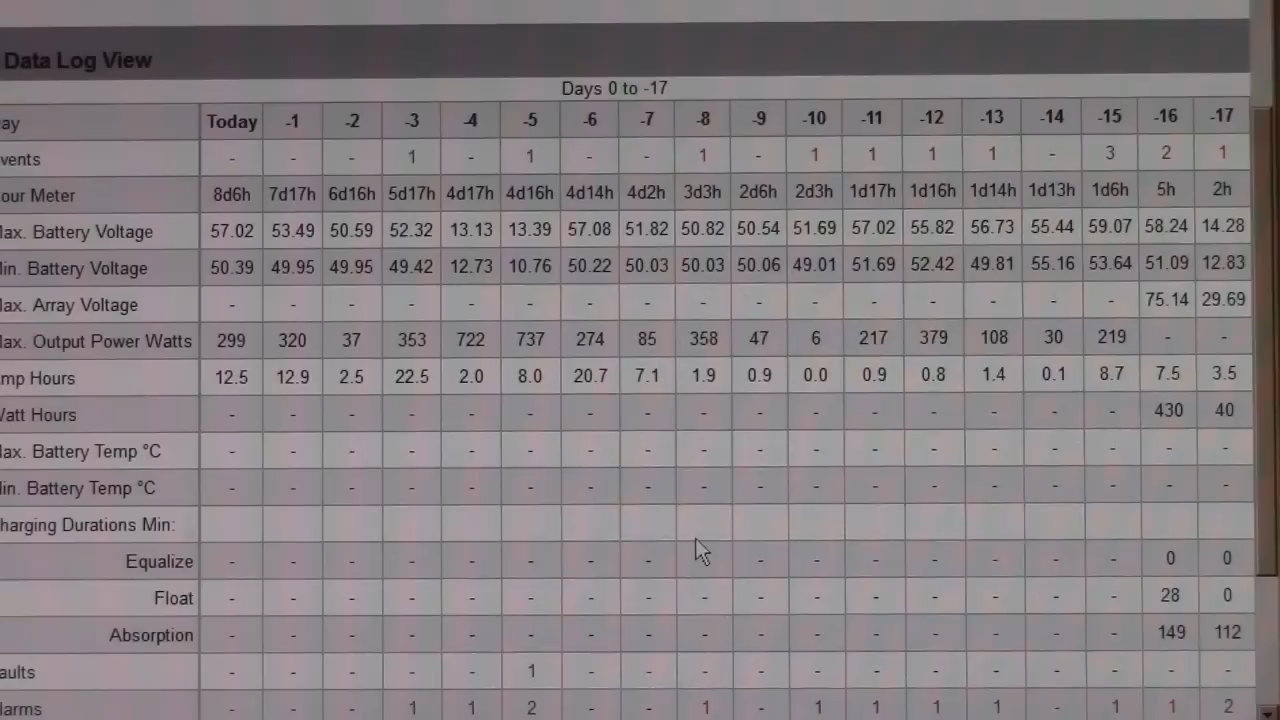 Data Log View
Days 0 to -17
ay Today -1 -2 -3 -4 -5 -6 -7 -8 -9 -10 -11 -12 -13 -14 -15 -16 -17
vents - - - 1 - 1 - - 1 - 1 1 1 1 - 3 2 1
our Meter 8d6h 7d17h 6d16h 5d17h 4d17h 4d16h 4d14h 4d2h 3d3h 2d6h 2d3h 1d17h 1d16h 1d14h 1d13h 1d6h 5h 2h
ax. Battery Voltage 57.02 53.49 50.59 52.32 13.13 13.39 57.08 51.82 50.82 50.54 51.69 57.02 55.82 56.73 55.44 59.07 58.24 14.28
in. Battery Voltage 50.39 49.95 49.95 49.42 12.73 10.76 50.22 50.03 50.03 50.06 49.01 51.69 52.42 49.81 55.16 53.64 51.09 12.83
ax. Array Voltage - - - - - - - - - - - - - - - - 75.14 29.69
ax. Output Power Watts 299 320 37 353 722 737 274 85 358 47 6 217 379 108 30 219 - -
mp Hours 12.5 12.9 2.5 22.5 2.0 8.0 20.7 7.1 1.9 0.9 0.0 0.9 0.8 1.4 0.1 8.7 7.5 3.5
att Hours - - - - - - - - - - - - - - - - 430 40
ax. Battery Temp °C - - - - - - - - - - - - - - - - - -
in. Battery Temp °C - - - - - - - - - - - - - - - - - -
harging Durations Min:
Equalize - - - - - - - - - - - - - - - - 0 0
Float - - - - - - - - - - - - - - - - 28 0
Absorption - - - - - - - - - - - - - - - - 149 112
aults - - - - - 1 - - - - - - - - - - - -
larms - - - 1 1 2 - - 1 - 1 1 1 1 - 1 1 2